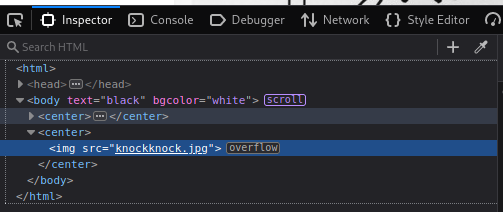 Inspector Console Debugger Network {} Style Editor
Search HTML
<html>
<head>⋯</head>
<body text="black" bgcolor="white"> scroll
<center>⋯</center>
<center>
<img src="knockknock.jpg"> overflow
</center>
</body>
</html>